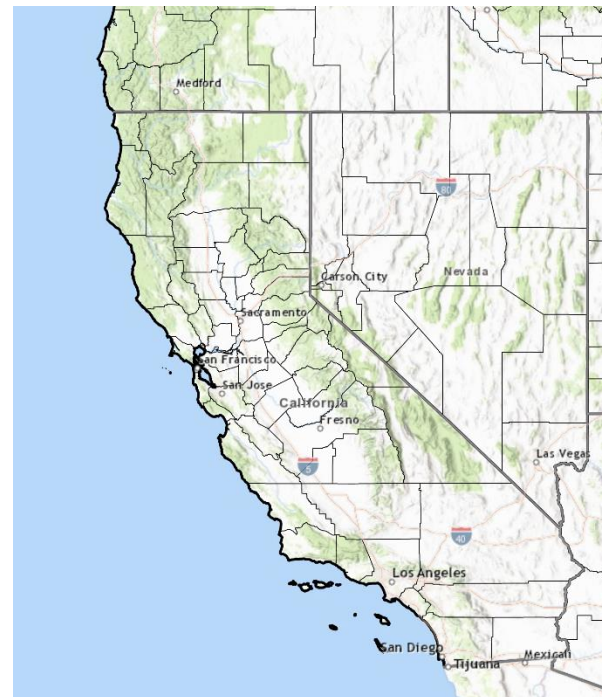 Medford
80
Carson City
Nevada
Sacramento
San Francisco
San Jose
California
Fresno
Las Vegas
5
40
Los Angeles
San Diego
Tijuana
Mexicali